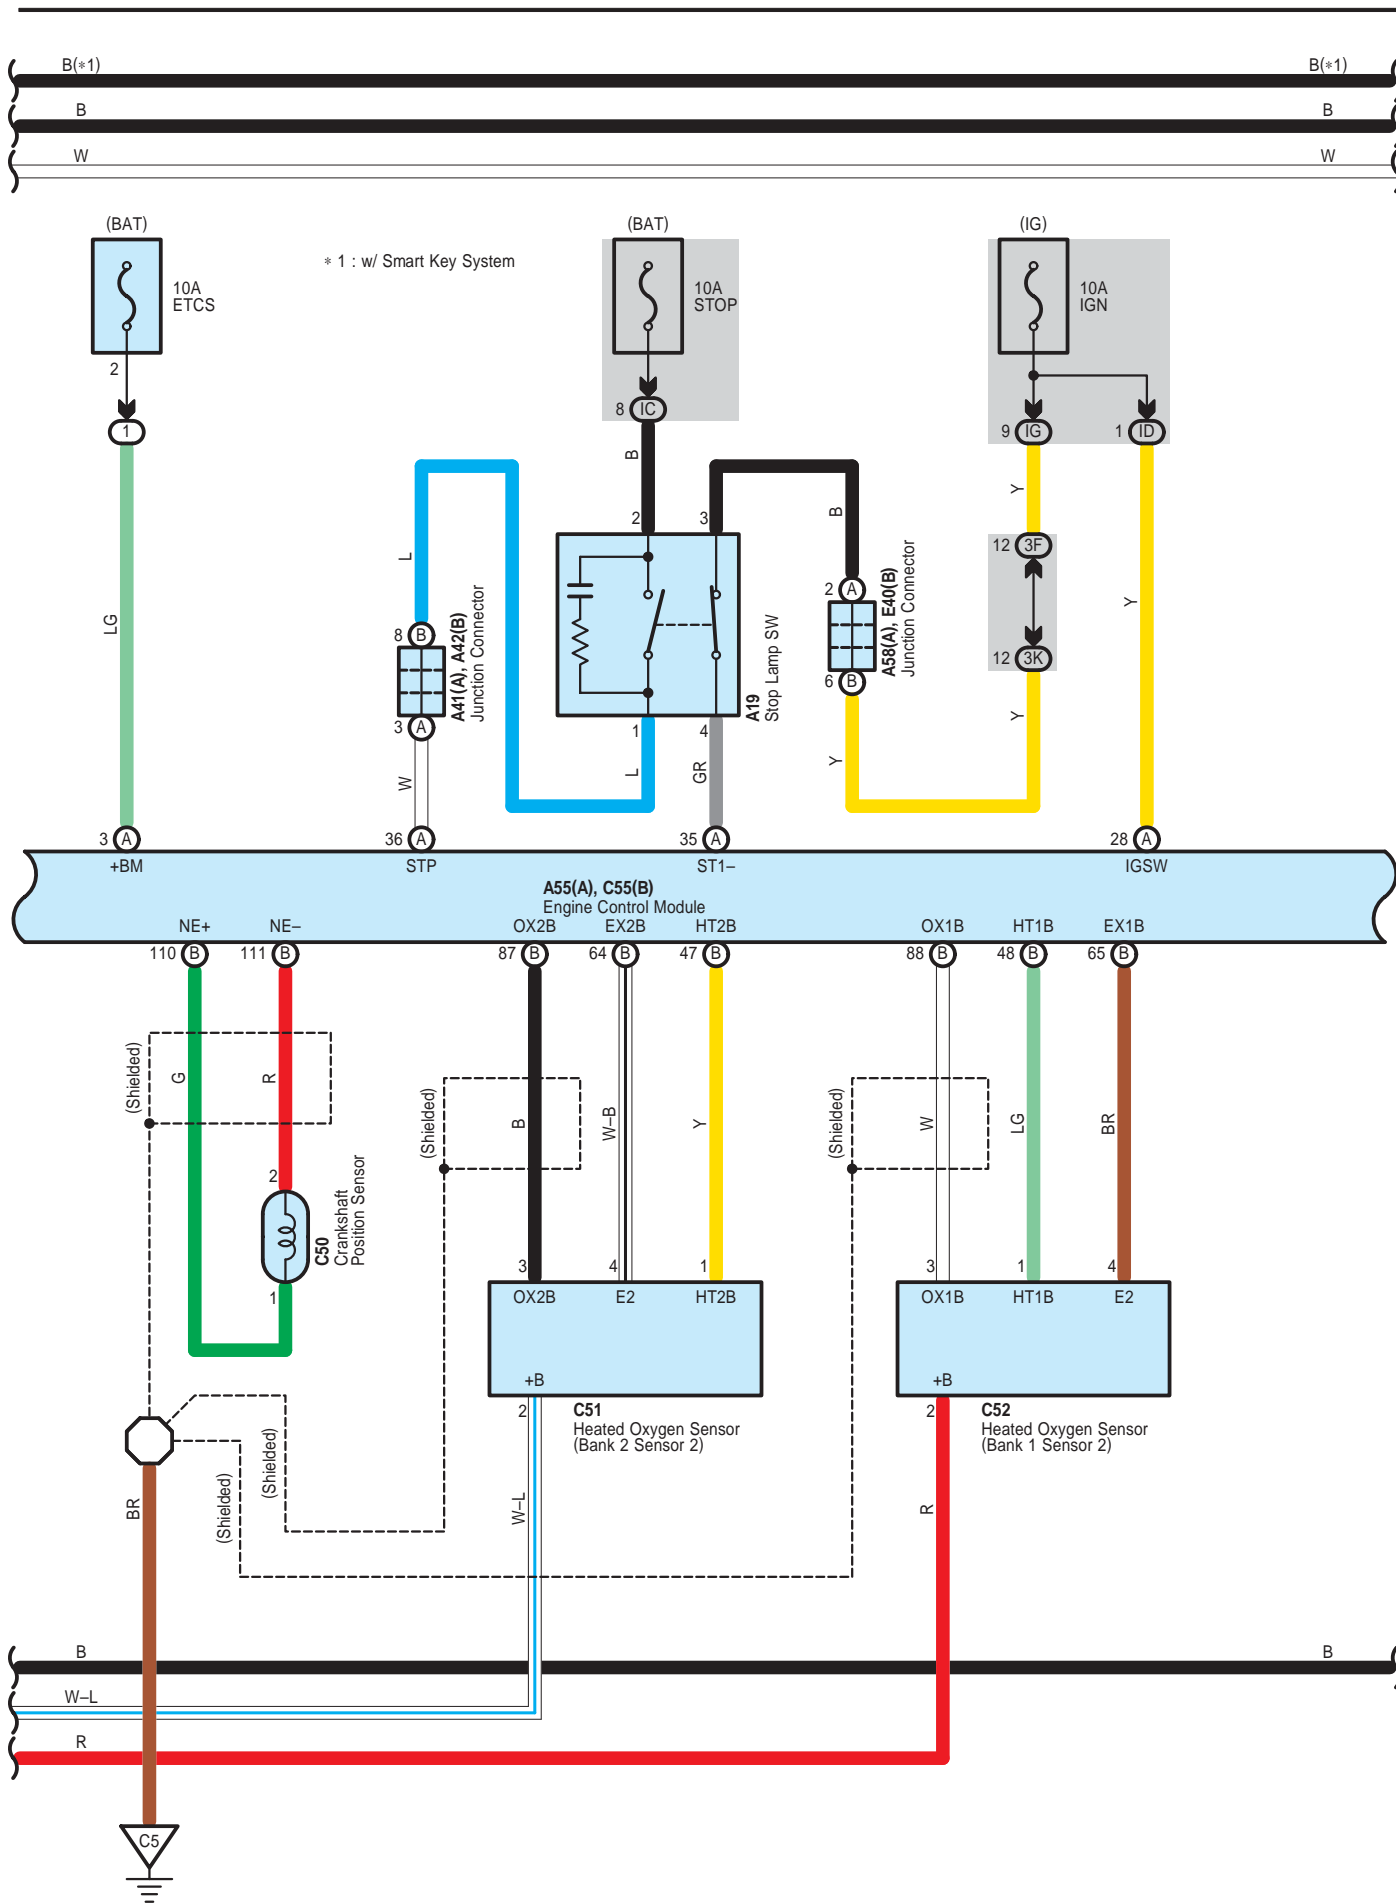 B(∗1) B(∗1)
B B
W W
(BAT) (BAT) (IG)
∗ 1 : w/ Smart Key System
10A
ETCS
10A
STOP
10A
IGN
2
1
8 IC
9 IG 1 ID
B
Y
L
B
Y
LG
2 3
12 3F
12 3K
8 B
3 A
A41(A), A42(B)
Junction Connector
A19
Stop Lamp SW
2 A
6 B
A58(A), E40(B)
Junction Connector
1 4
W
L
GR
Y
Y
3 A 36 A 35 A 28 A
+BM STP ST1– IGSW
A55(A), C55(B)
Engine Control Module
NE+ NE– OX2B EX2B HT2B OX1B HT1B EX1B
110 B 111 B 87 B 64 B 47 B 88 B 48 B 65 B
(Shielded)
G
R
(Shielded)
B
W–B
Y
(Shielded)
W
LG
BR
2
C50
Crankshaft
Position Sensor
1
3 4 1 3 1 4
OX2B E2 HT2B OX1B HT1B E2
+B +B
2 2
C51
Heated Oxygen Sensor
(Bank 2 Sensor 2)
C52
Heated Oxygen Sensor
(Bank 1 Sensor 2)
BR
(Shielded)
(Shielded)
W–L
R
B B
W–L
R
C5